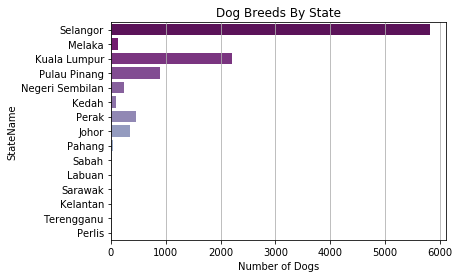 Dog Breeds By State
StateName
Selangor
Melaka
Kuala Lumpur
Pulau Pinang
Negeri Sembilan
Kedah
Perak
Johor
Pahang
Sabah
Labuan
Sarawak
Kelantan
Terengganu
Perlis
0 1000 2000 3000 4000 5000 6000
Number of Dogs